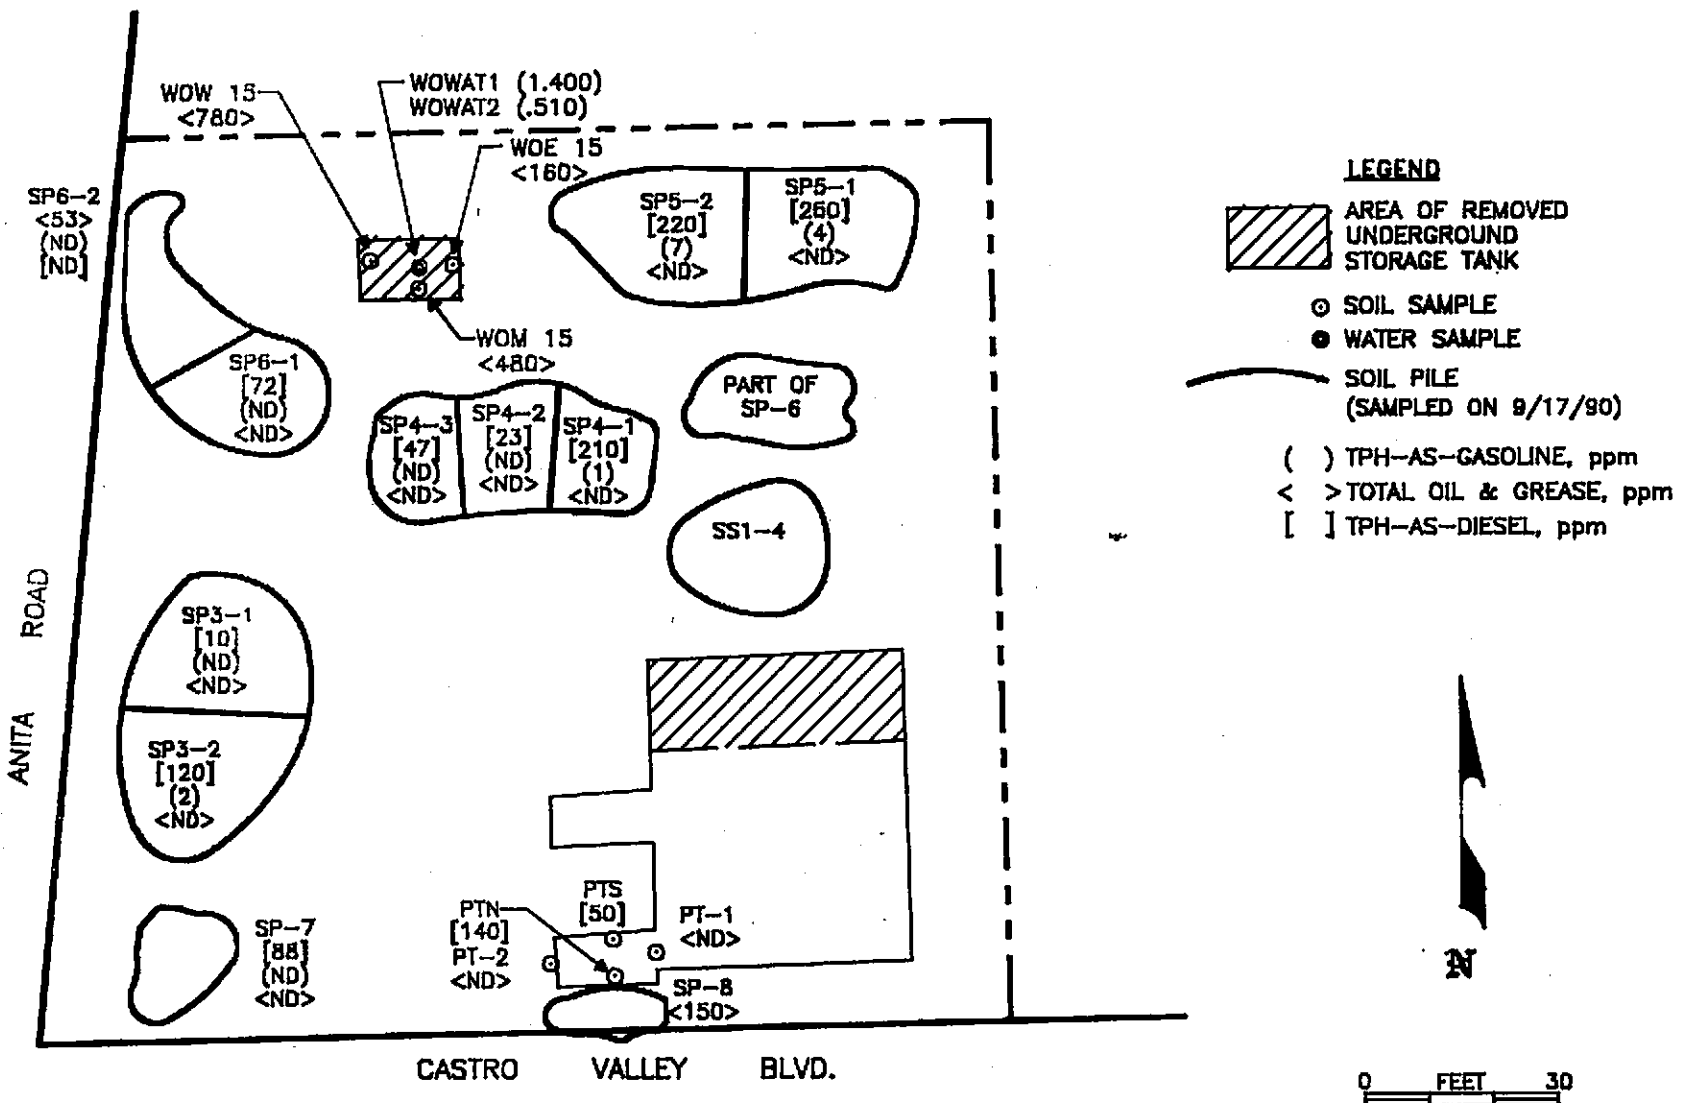 WOW 15
<780>
WOWAT1 (1.400)
WOWAT2 (.510)
WOE 15
<160>
SP6-2
<53>
(ND)
[ND]
SP5-2
[220]
(7)
<ND>
SP5-1
[260]
(4)
<ND>
WOM 15
<480>
SP6-1
[72]
(ND)
<ND>
SP4-3
[47]
(ND)
<ND>
SP4-2
[23]
(ND)
<ND>
SP4-1
[210]
(1)
<ND>
PART OF
SP-6
SS1-4
SP3-1
[10]
(ND)
<ND>
SP3-2
[120]
(2)
<ND>
SP-7
[88]
(ND)
<ND>
PTN
[140]
PT-2
<ND>
PTS
[50]
PT-1
<ND>
SP-8
<150>
ANITA ROAD
CASTRO VALLEY BLVD.
LEGEND
AREA OF REMOVED
UNDERGROUND
STORAGE TANK
SOIL SAMPLE
WATER SAMPLE
SOIL PILE
(SAMPLED ON 9/17/90)
( ) TPH-AS-GASOLINE, ppm
< > TOTAL OIL & GREASE, ppm
[ ] TPH-AS-DIESEL, ppm
N
0 FEET 30